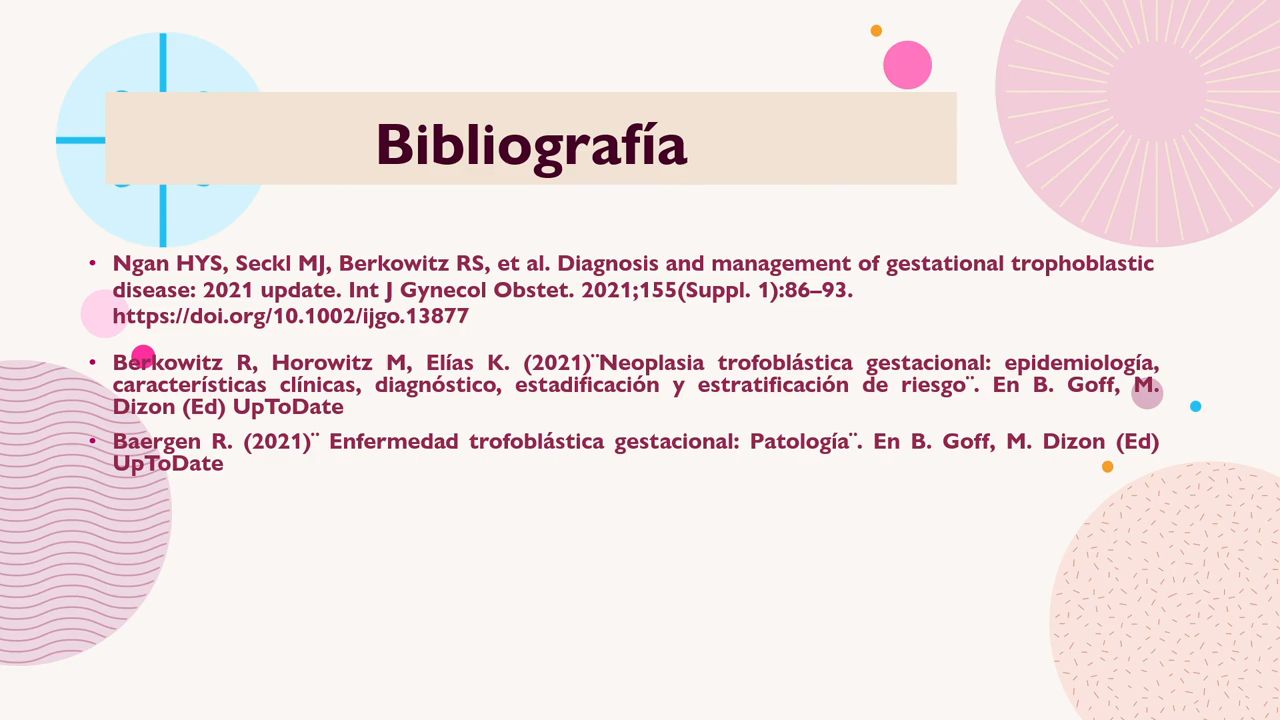 Bibliografía
• Ngan HYS, Seckl MJ, Berkowitz RS, et al. Diagnosis and management of gestational trophoblastic
disease: 2021 update. Int J Gynecol Obstet. 2021;155(Suppl. 1):86–93.
https://doi.org/10.1002/ijgo.13877
• Berkowitz R, Horowitz M, Elías K. (2021)¨Neoplasia trofoblástica gestacional: epidemiología,
características clínicas, diagnóstico, estadificación y estratificación de riesgo¨. En B. Goff, M.
Dizon (Ed) UpToDate
• Baergen R. (2021)¨ Enfermedad trofoblástica gestacional: Patología¨. En B. Goff, M. Dizon (Ed)
UpToDate